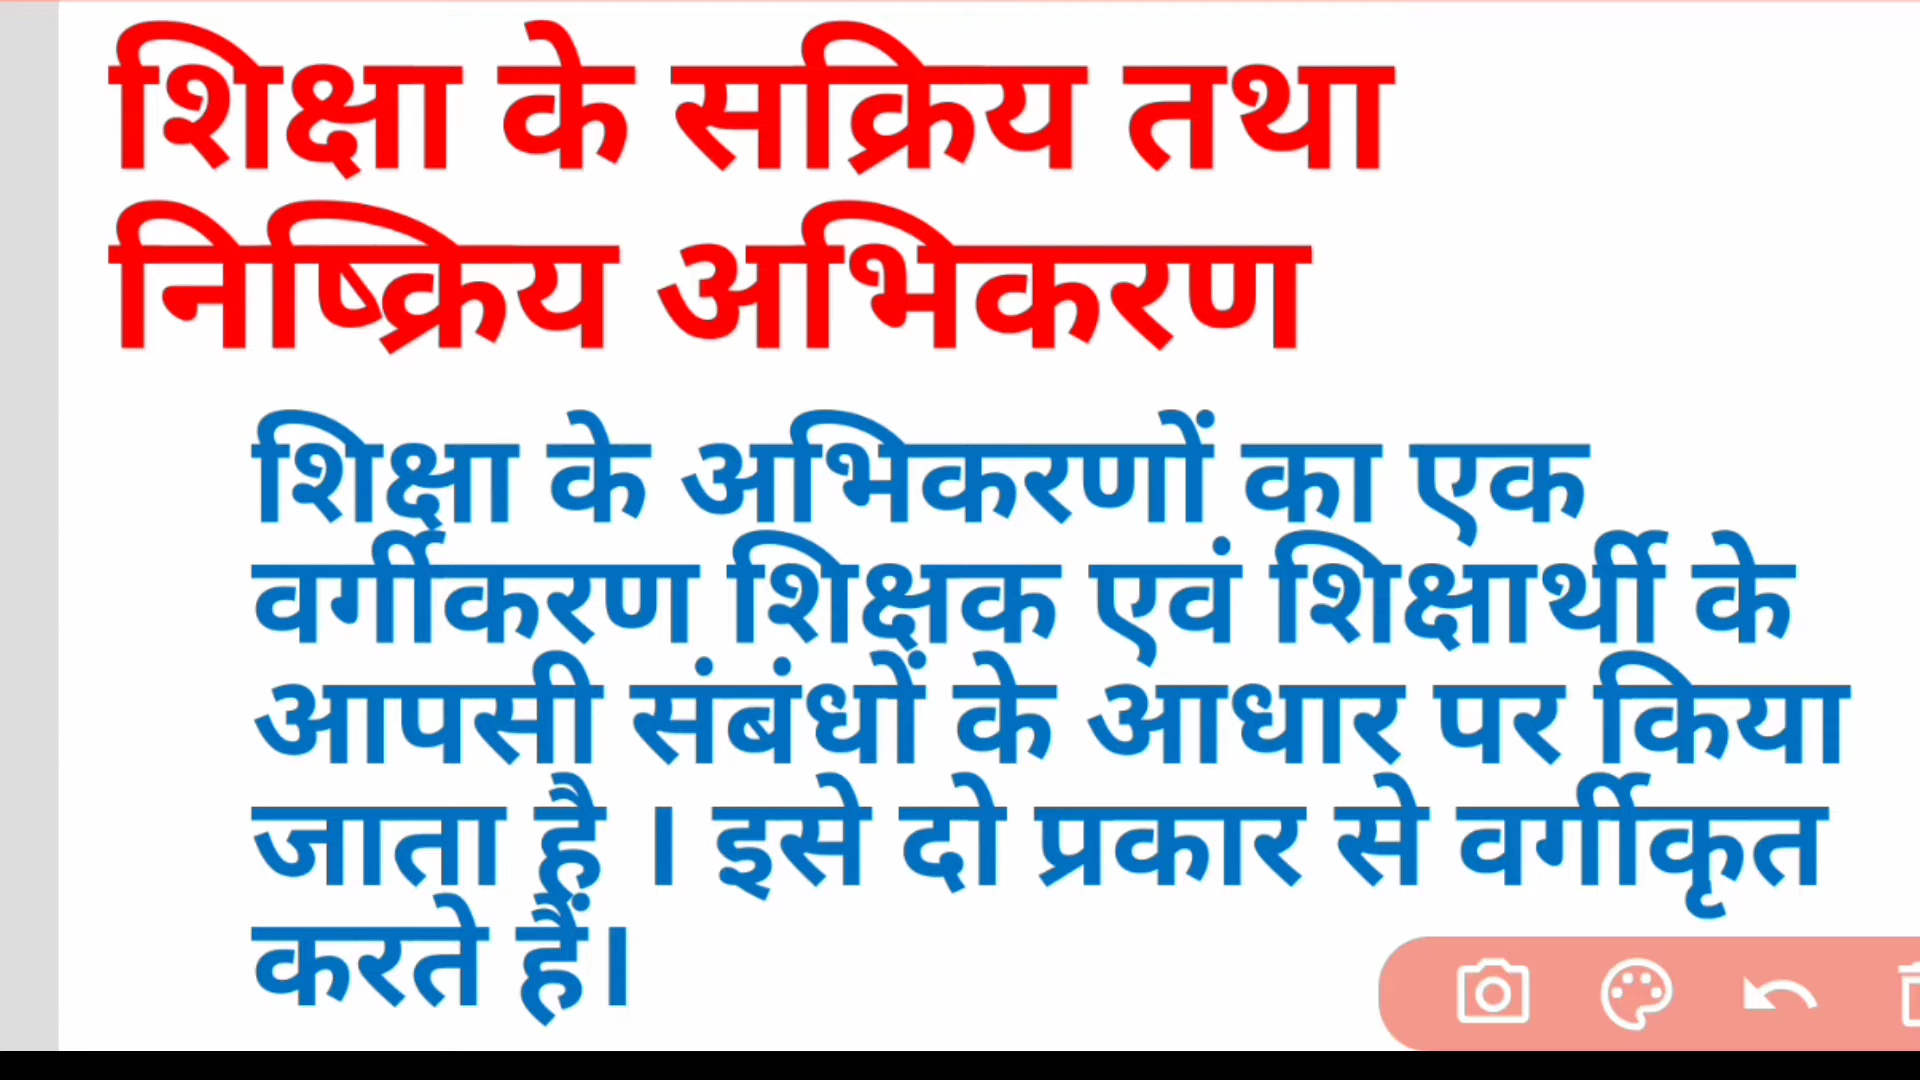 शिक्षा के सक्रिय तथा
निष्क्रिय अभिकरण
शिक्षा के अभिकरणों का एक
वर्गीकरण शिक्षक एवं शिक्षार्थी के
आपसी संबंधों के आधार पर किया
जाता है । इसे दो प्रकार से वर्गीकृत
करते हैं।